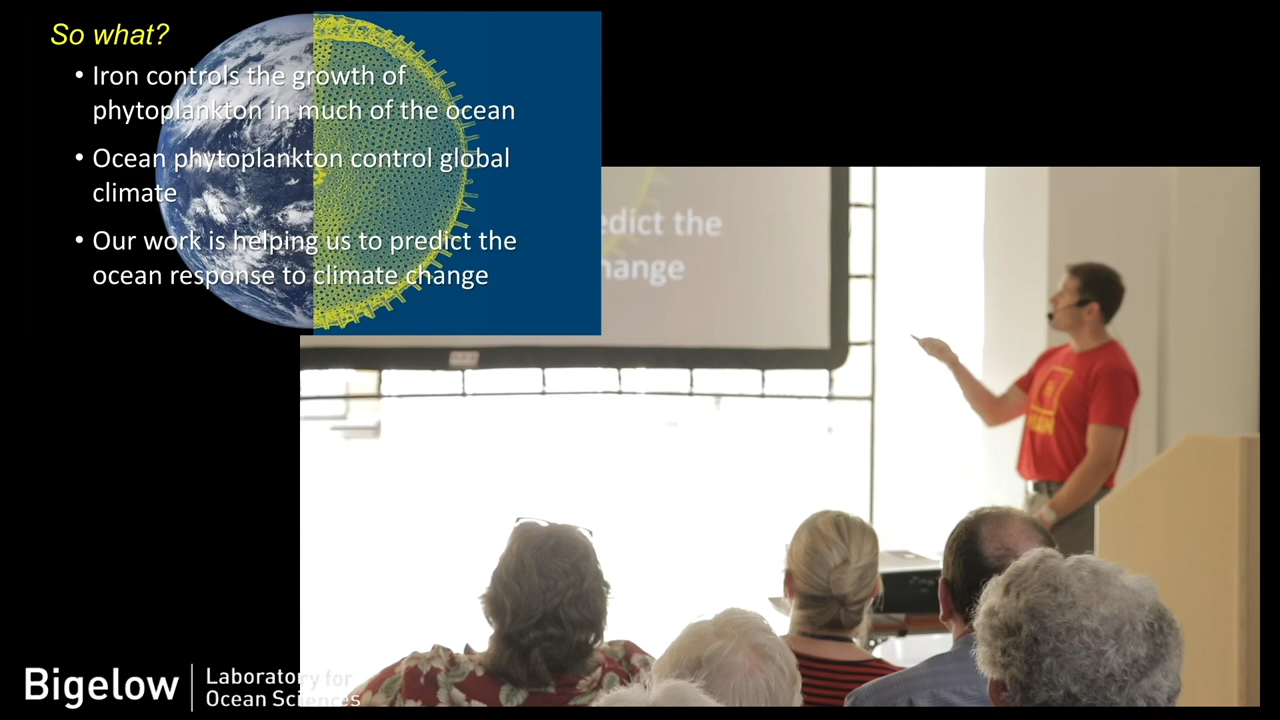 So what?
• Iron controls the growth of
phytoplankton in much of the ocean
• Ocean phytoplankton control global
climate
• Our work is helping us to predict the
ocean response to climate change
edict the
hange
Bigelow
Laboratory for
Ocean Sciences